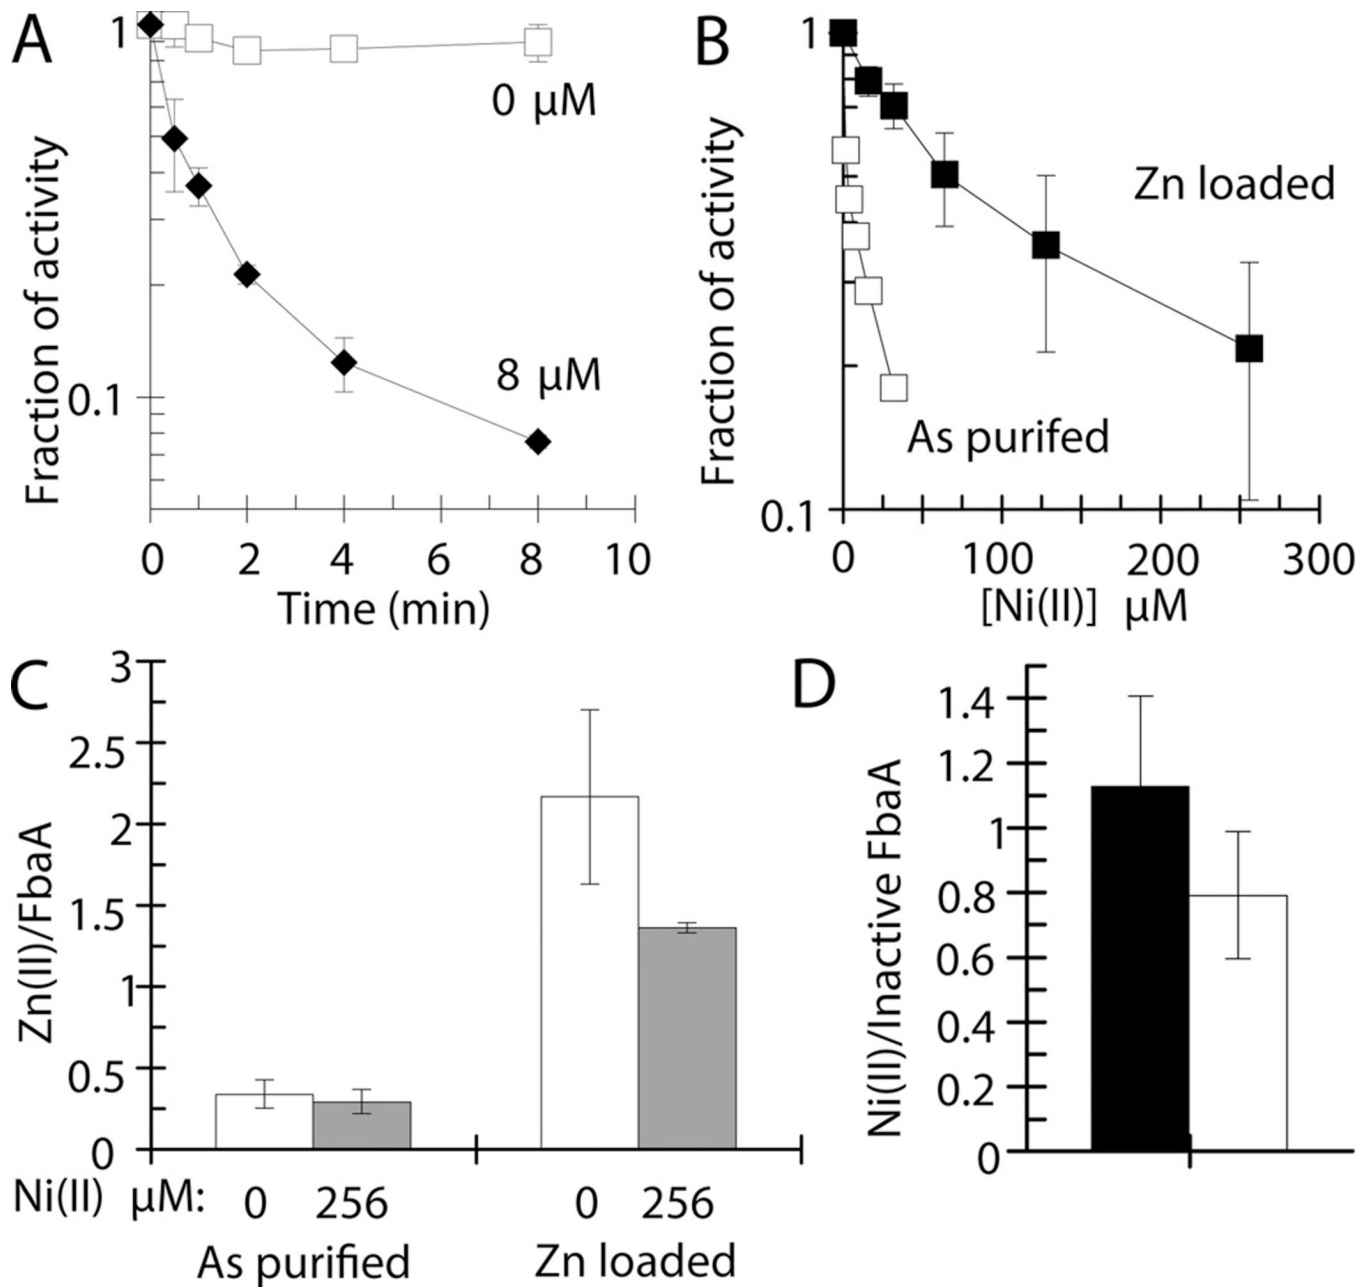 A
1
0.1
Fraction of activity
0 µM
8 µM
0 2 4 6 8 10
Time (min)
B
1
0.1
Fraction of activity
Zn loaded
As purifed
0 100 200 300
[Ni(II)] µM
C
3
2.5
2
1.5
1
0.5
0
Zn(II)/FbaA
Ni(II) µM: 0 256 0 256
As purified Zn loaded
D
1.4
1.2
1
0.8
0.6
0.4
0.2
0
Ni(II)/Inactive FbaA